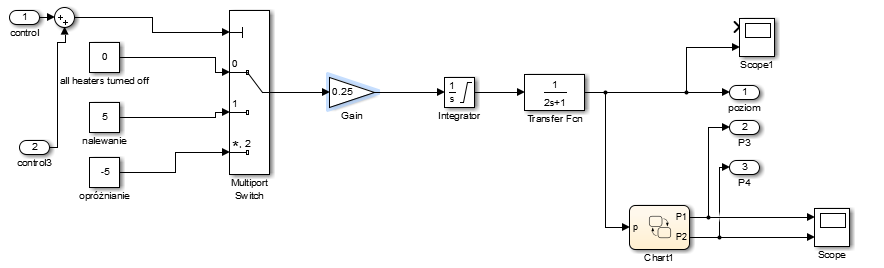 1
control
+
+
0
all heaters turned off
5
nalewanie
2
control3
-5
opróżnianie
0
1
*, 2
Multiport
Switch
0.25
Gain
1
s
Integrator
1
2s+1
Transfer Fcn
Scope1
1
poziom
2
P3
3
P4
p
P1
P2
Chart1
Scope